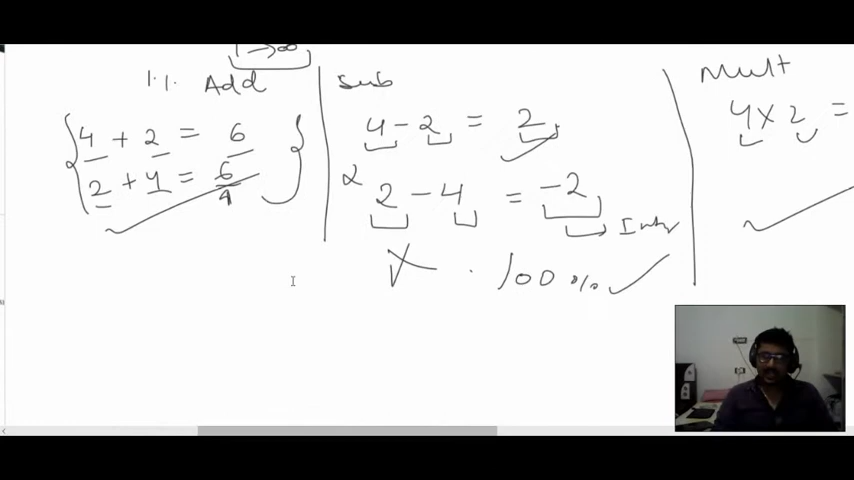 1 → ∞
1.1. Add
4 + 2 = 6
2 + 4 = 6
Sub
4 - 2 = 2
2 - 4 = -2
100 %
Mult
4 x 2 =